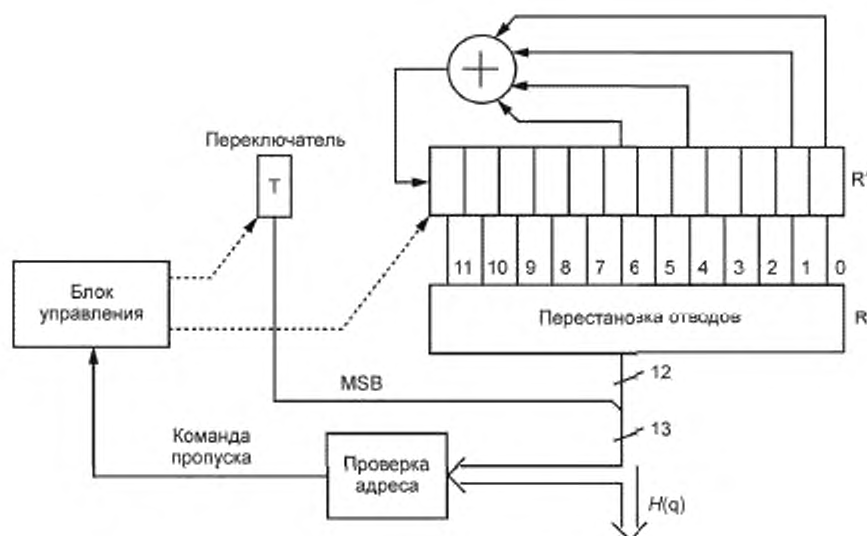 Переключатель
T
R'
11 10 9 8 7 6 5 4 3 2 1 0
Блок
управления
Перестановка отводов
R
12
MSB
13
Команда
пропуска
Проверка
адреса
H(q)